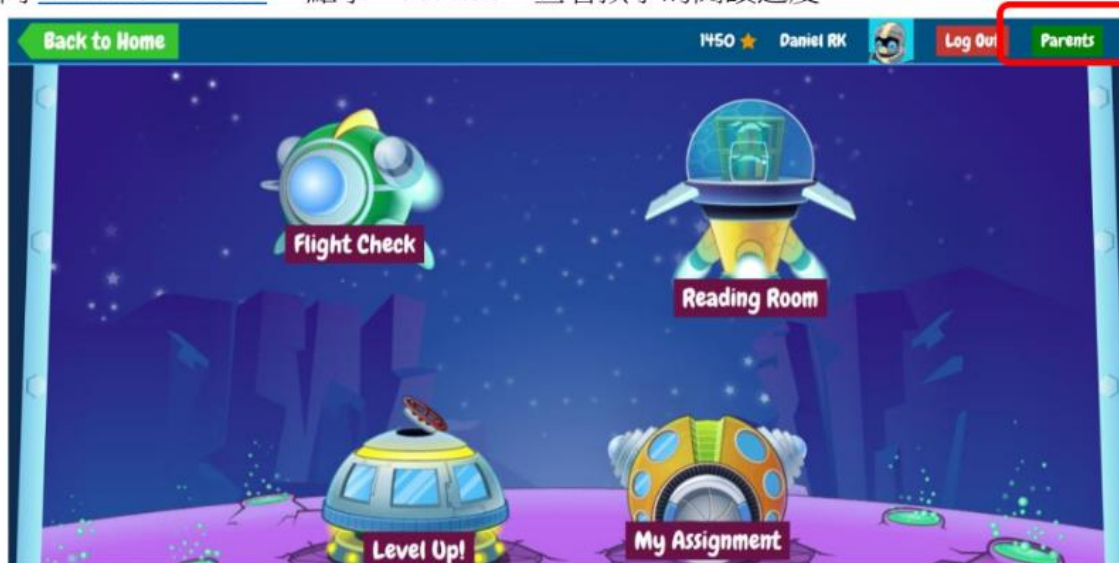 Back to Home
1450 Daniel RK Log Out Parents
Flight Check
Reading Room
Level Up!
My Assignment